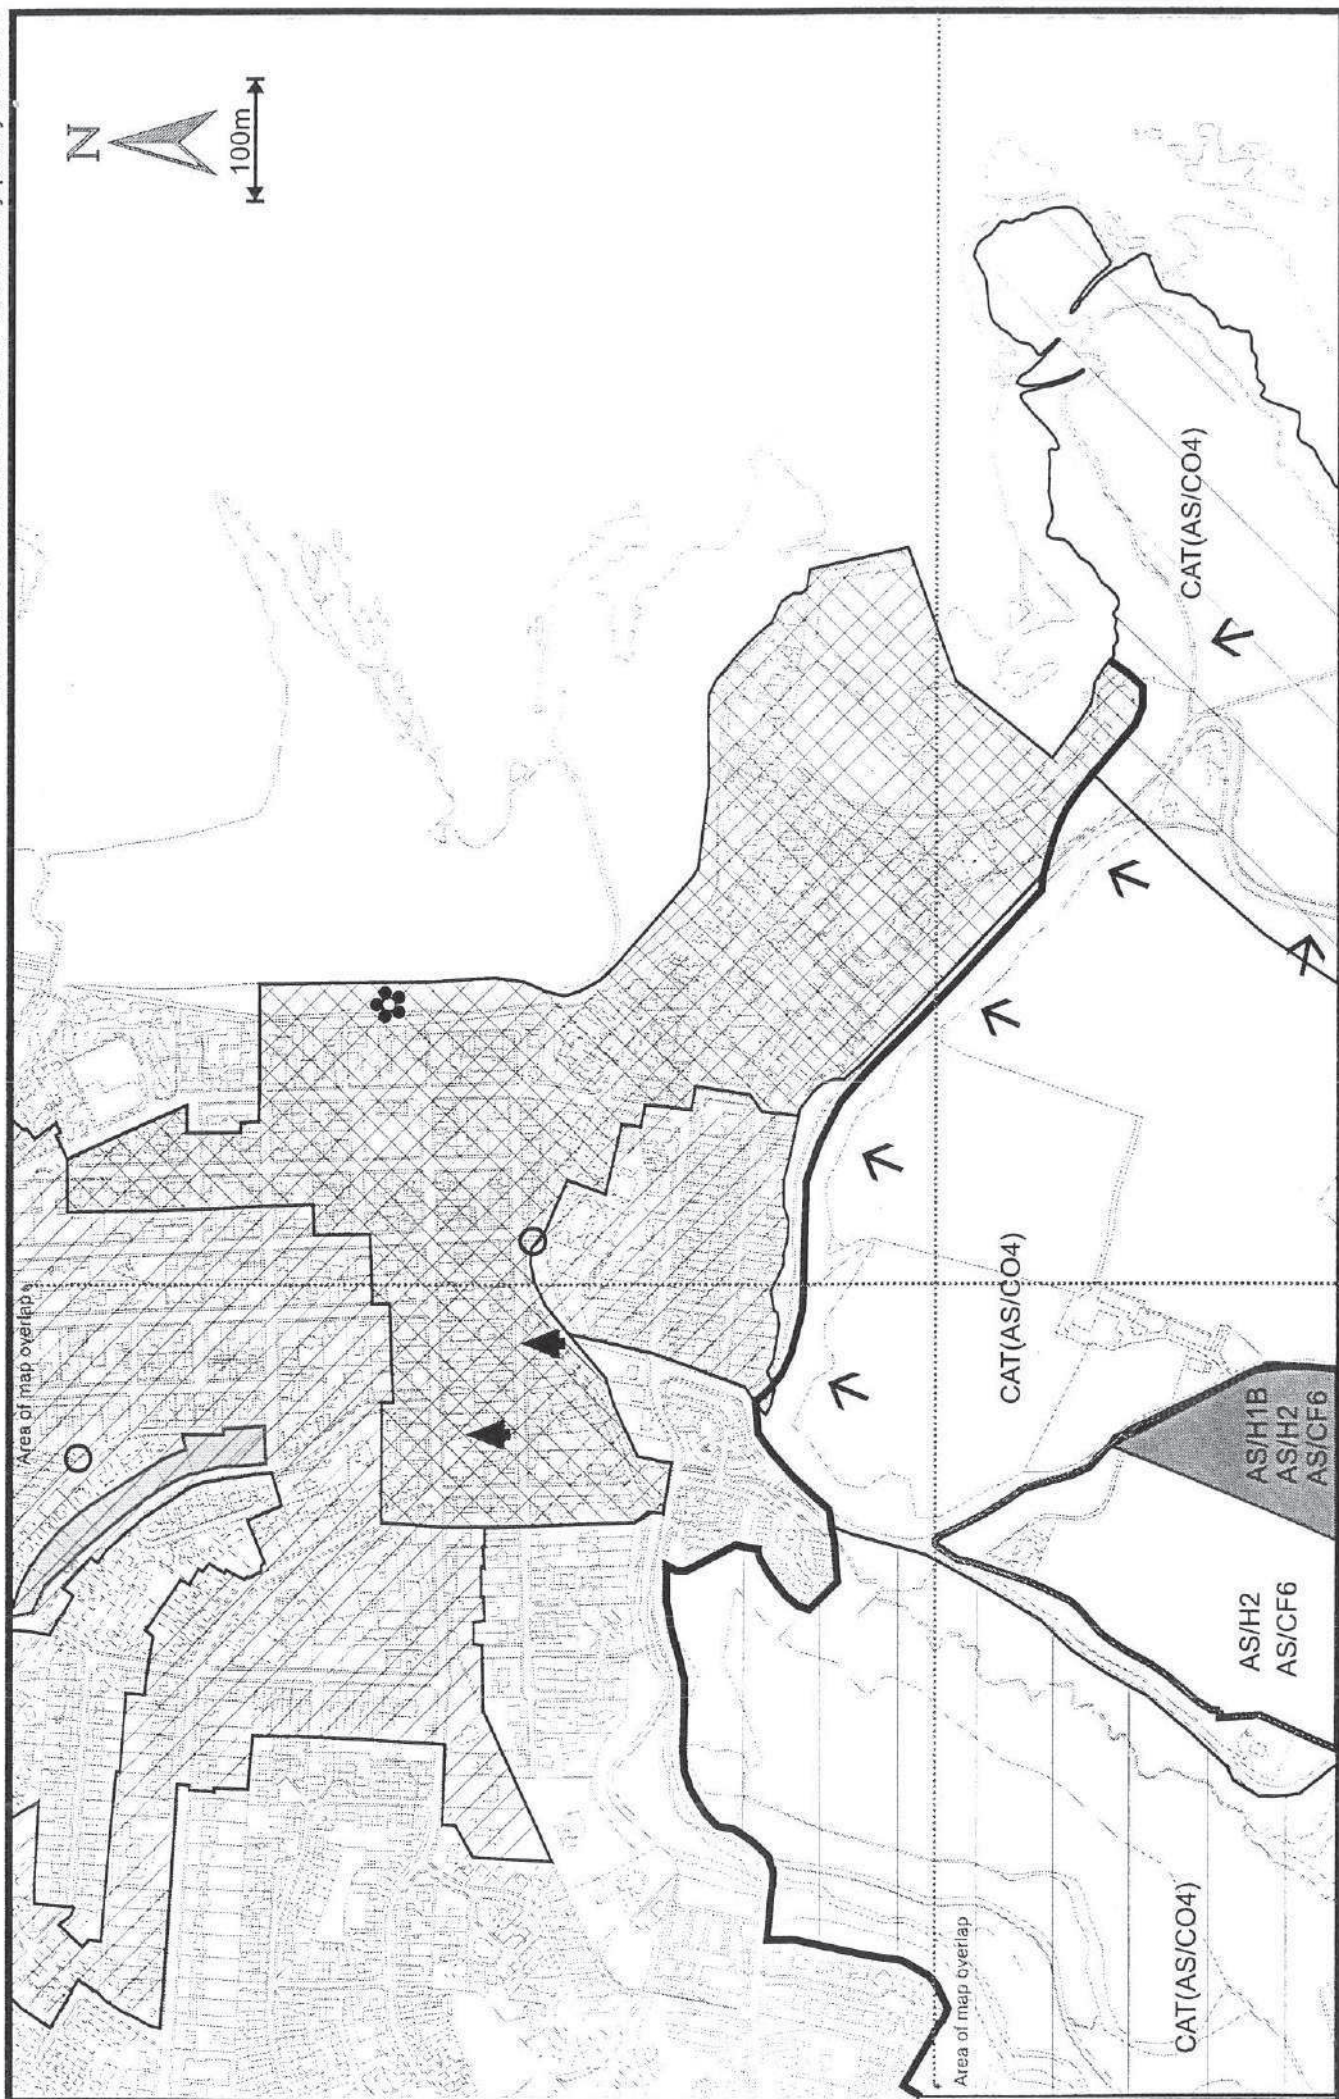 N
100m
Area of map overlap
CAT(AS/CO4)
CAT(AS/CO4)
AS/H1B
AS/H2
AS/CF6
AS/H2
AS/CF6
Area of map overlap
CAT(AS/CO4)